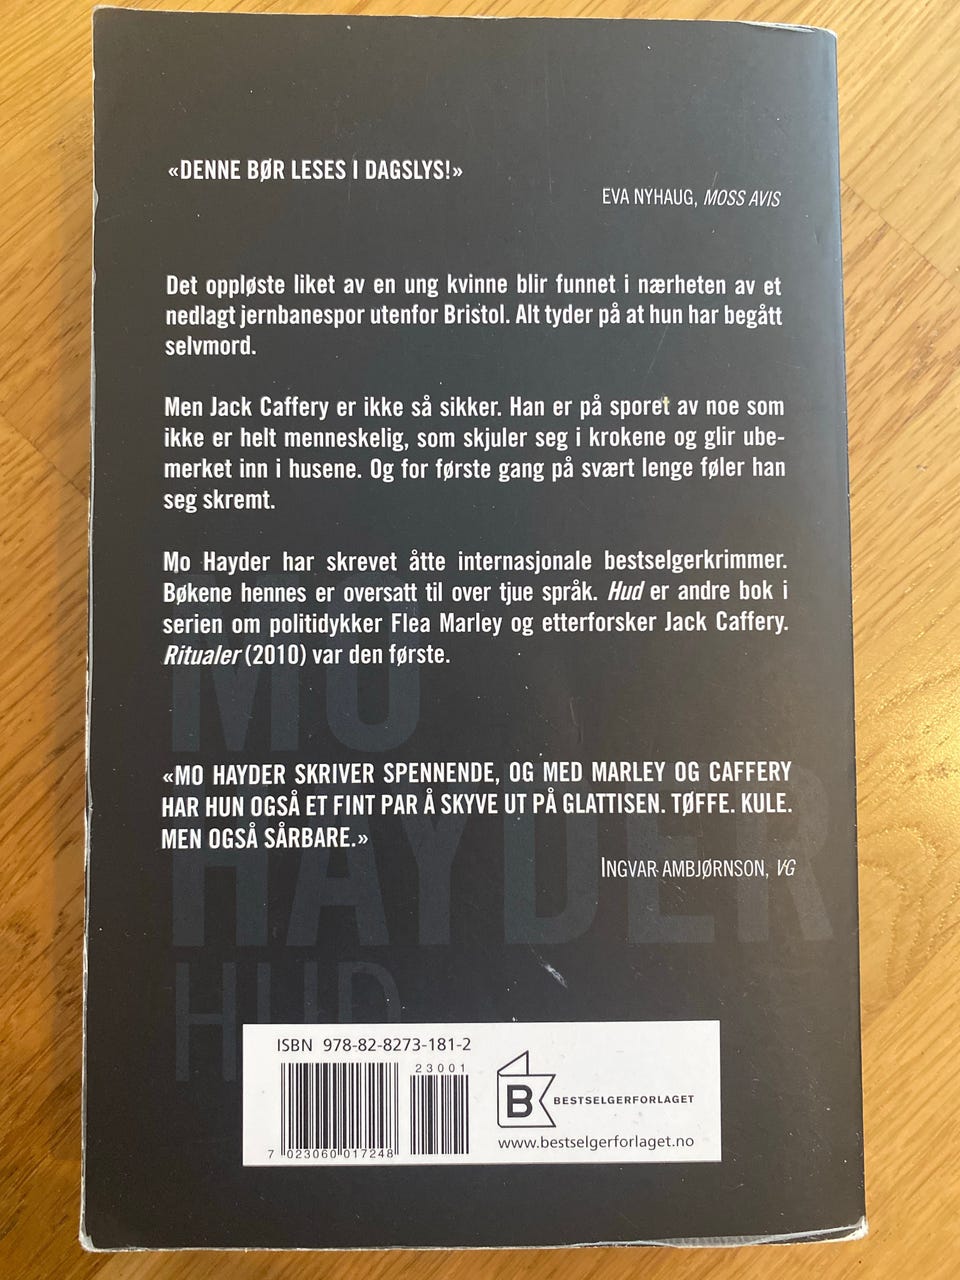 «DENNE BØR LESES I DAGSLYS!»
EVA NYHAUG, MOSS AVIS
Det oppløste liket av en ung kvinne blir funnet i nærheten av et
nedlagt jernbanespor utenfor Bristol. Alt tyder på at hun har begått
selvmord.
Men Jack Caffery er ikke så sikker. Han er på sporet av noe som
ikke er helt menneskelig, som skjuler seg i krokene og glir ube-
merket inn i husene. Og for første gang på svært lenge føler han
seg skremt.
Mo Hayder har skrevet åtte internasjonale bestselgerkrimmer.
Bøkene hennes er oversatt til over tjue språk. Hud er andre bok i
serien om politidykker Flea Marley og etterforsker Jack Caffery.
Ritualer (2010) var den første.
«MO HAYDER SKRIVER SPENNENDE, OG MED MARLEY OG CAFFERY
HAR HUN OGSÅ ET FINT PAR Å SKYVE UT PÅ GLATTISEN. TØFFE. KULE.
MEN OGSÅ SÅRBARE.»
INGVAR AMBJØRNSON, VG
MO
HAYDER
HUD
ISBN 978-82-8273-181-2
23001
7 023060 017248
B BESTSELGERFORLAGET
www.bestselgerforlaget.no